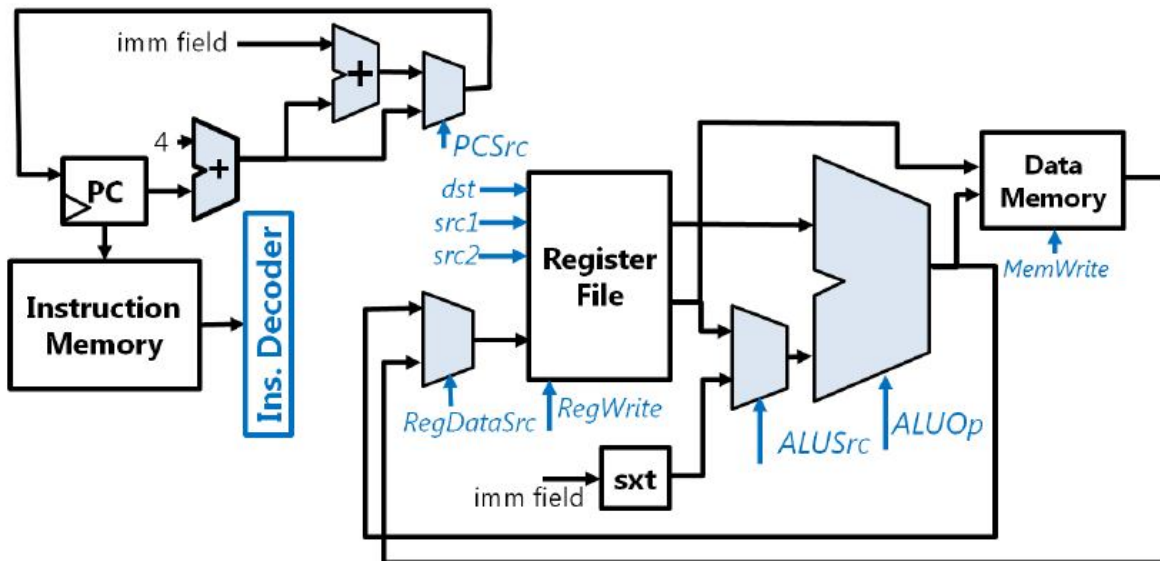 imm field
+
4
+
PCSrc
PC
dst
src1
src2
Register
File
Data
Memory
MemWrite
Instruction
Memory
Ins. Decoder
RegDataSrc
RegWrite
ALUSrc
ALUOp
sxt
imm field